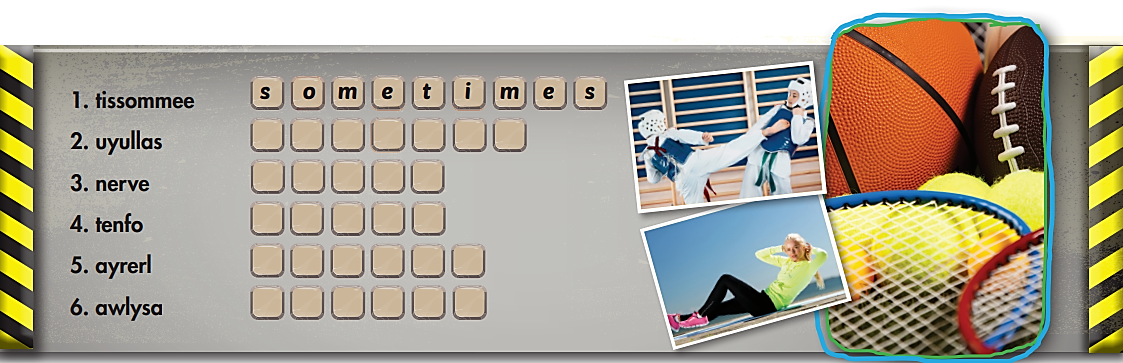 1. tissommee s o m e t i m e s
2. uyullas
3. nerve
4. tenfo
5. ayrerl
6. awlysa